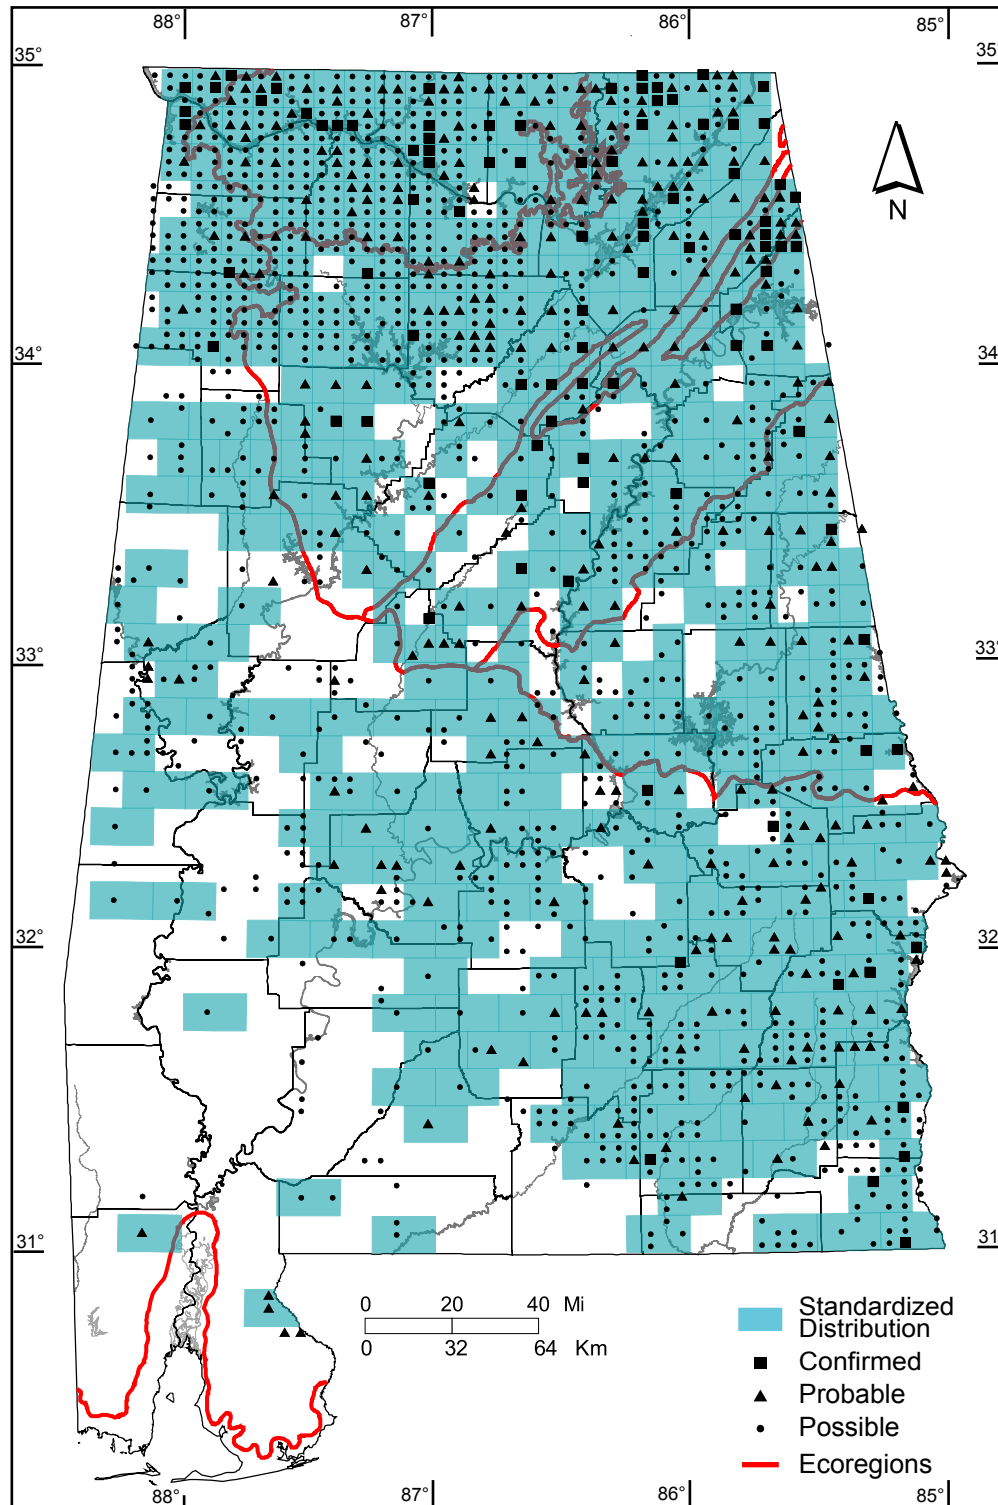 88° 87° 86° 85°
35° 35°
N
34° 34°
33° 33°
32° 32°
31° 31°
0 20 40 Mi
0 32 64 Km
Standardized
Distribution
Confirmed
Probable
Possible
Ecoregions
88° 87° 86° 85°